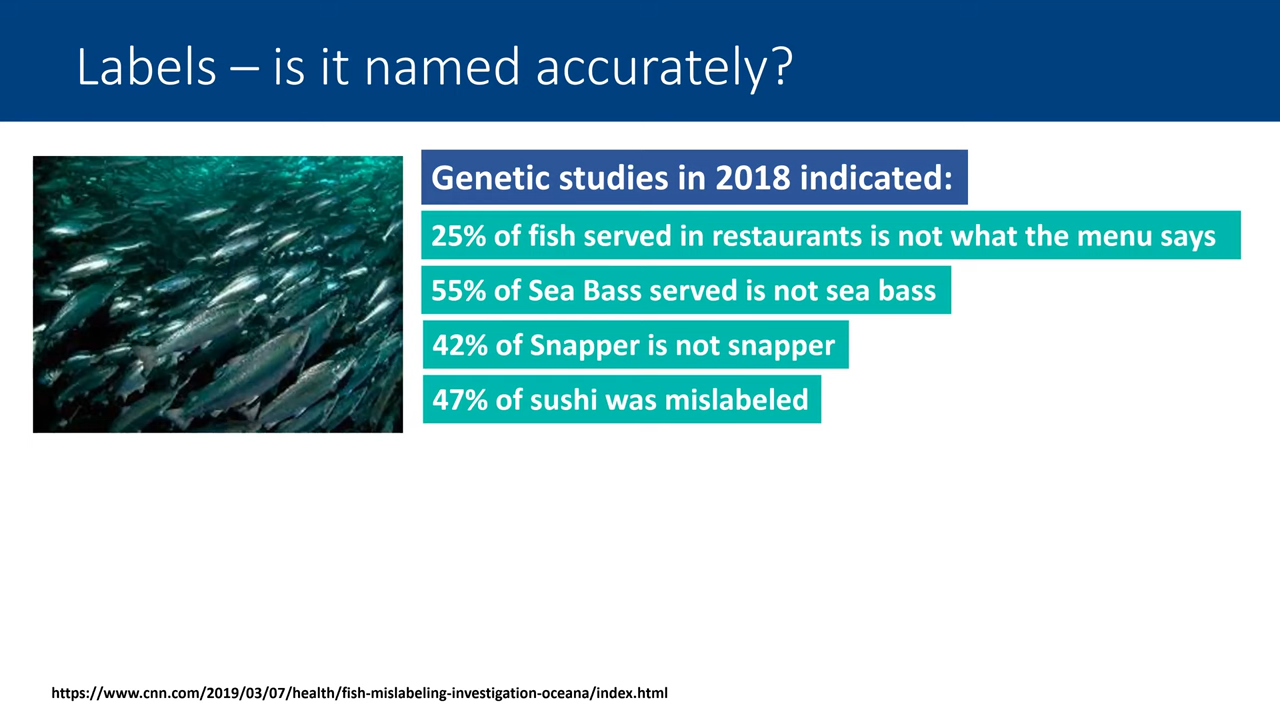 Labels – is it named accurately?
Genetic studies in 2018 indicated:
25% of fish served in restaurants is not what the menu says
55% of Sea Bass served is not sea bass
42% of Snapper is not snapper
47% of sushi was mislabeled
https://www.cnn.com/2019/03/07/health/fish-mislabeling-investigation-oceana/index.html